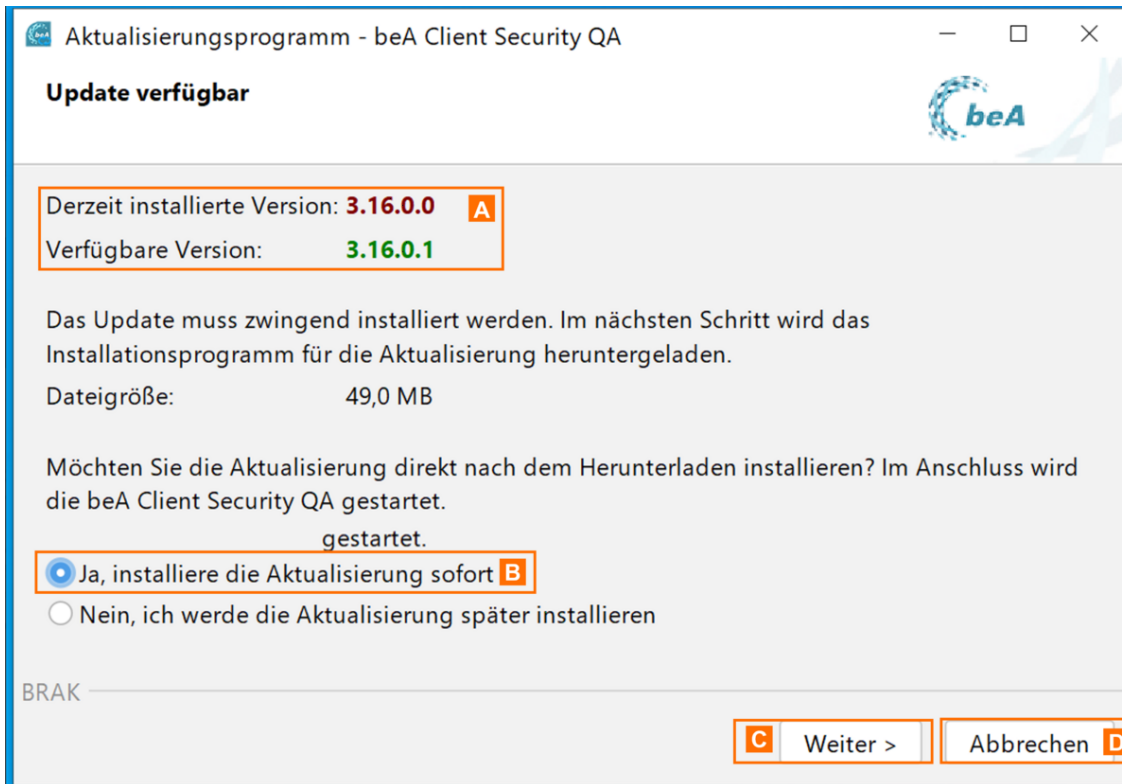 Aktualisierungsprogramm - beA Client Security QA
Update verfügbar
beA
Derzeit installierte Version: 3.16.0.0 A
Verfügbare Version: 3.16.0.1
Das Update muss zwingend installiert werden. Im nächsten Schritt wird das
Installationsprogramm für die Aktualisierung heruntergeladen.
Dateigröße: 49,0 MB
Möchten Sie die Aktualisierung direkt nach dem Herunterladen installieren? Im Anschluss wird
die beA Client Security QA gestartet.
gestartet.
Ja, installiere die Aktualisierung sofort B
Nein, ich werde die Aktualisierung später installieren
BRAK
C Weiter > Abbrechen D